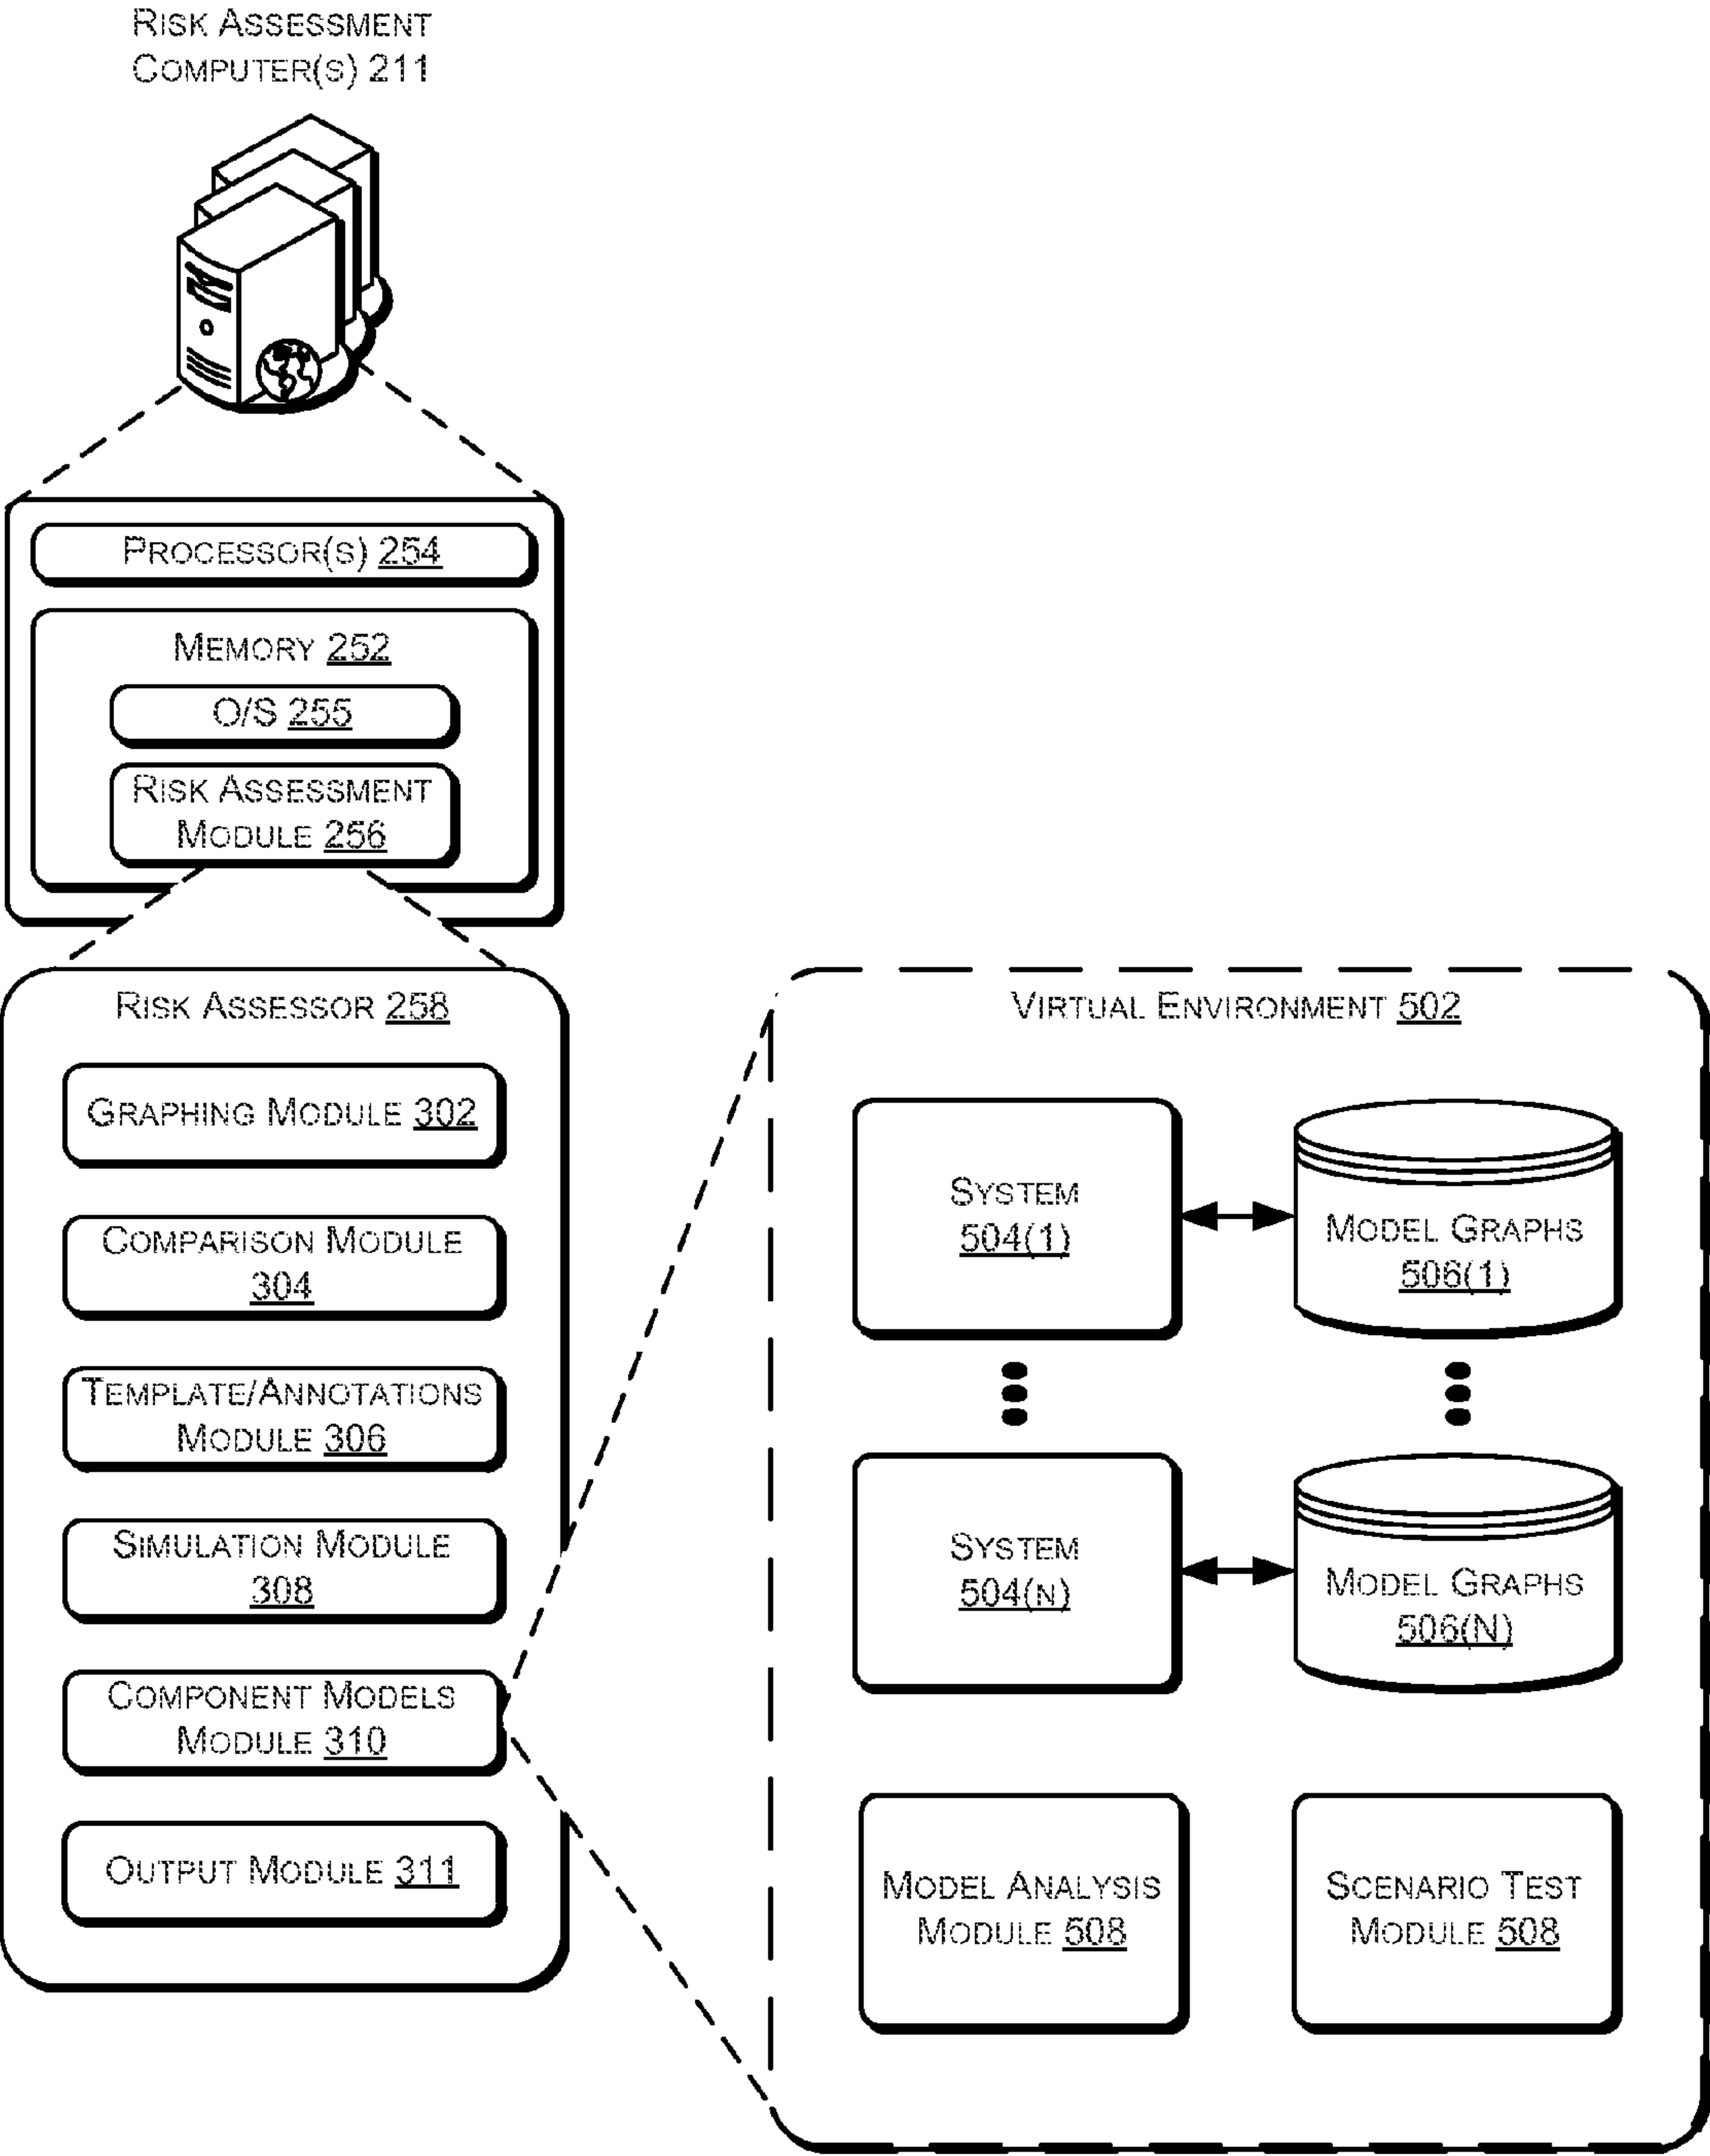 RISK ASSESSMENT
COMPUTER(S) 211
PROCESSOR(S) 254
MEMORY 252
O/S 255
RISK ASSESSMENT
MODULE 256
RISK ASSESSOR 258
GRAPHING MODULE 302
COMPARISON MODULE
304
TEMPLATE/ANNOTATIONS
MODULE 306
SIMULATION MODULE
308
COMPONENT MODELS
MODULE 310
OUTPUT MODULE 311
VIRTUAL ENVIRONMENT 502
SYSTEM
504(1)
MODEL GRAPHS
506(1)
SYSTEM
504(N)
MODEL GRAPHS
506(N)
MODEL ANALYSIS
MODULE 508
SCENARIO TEST
MODULE 508